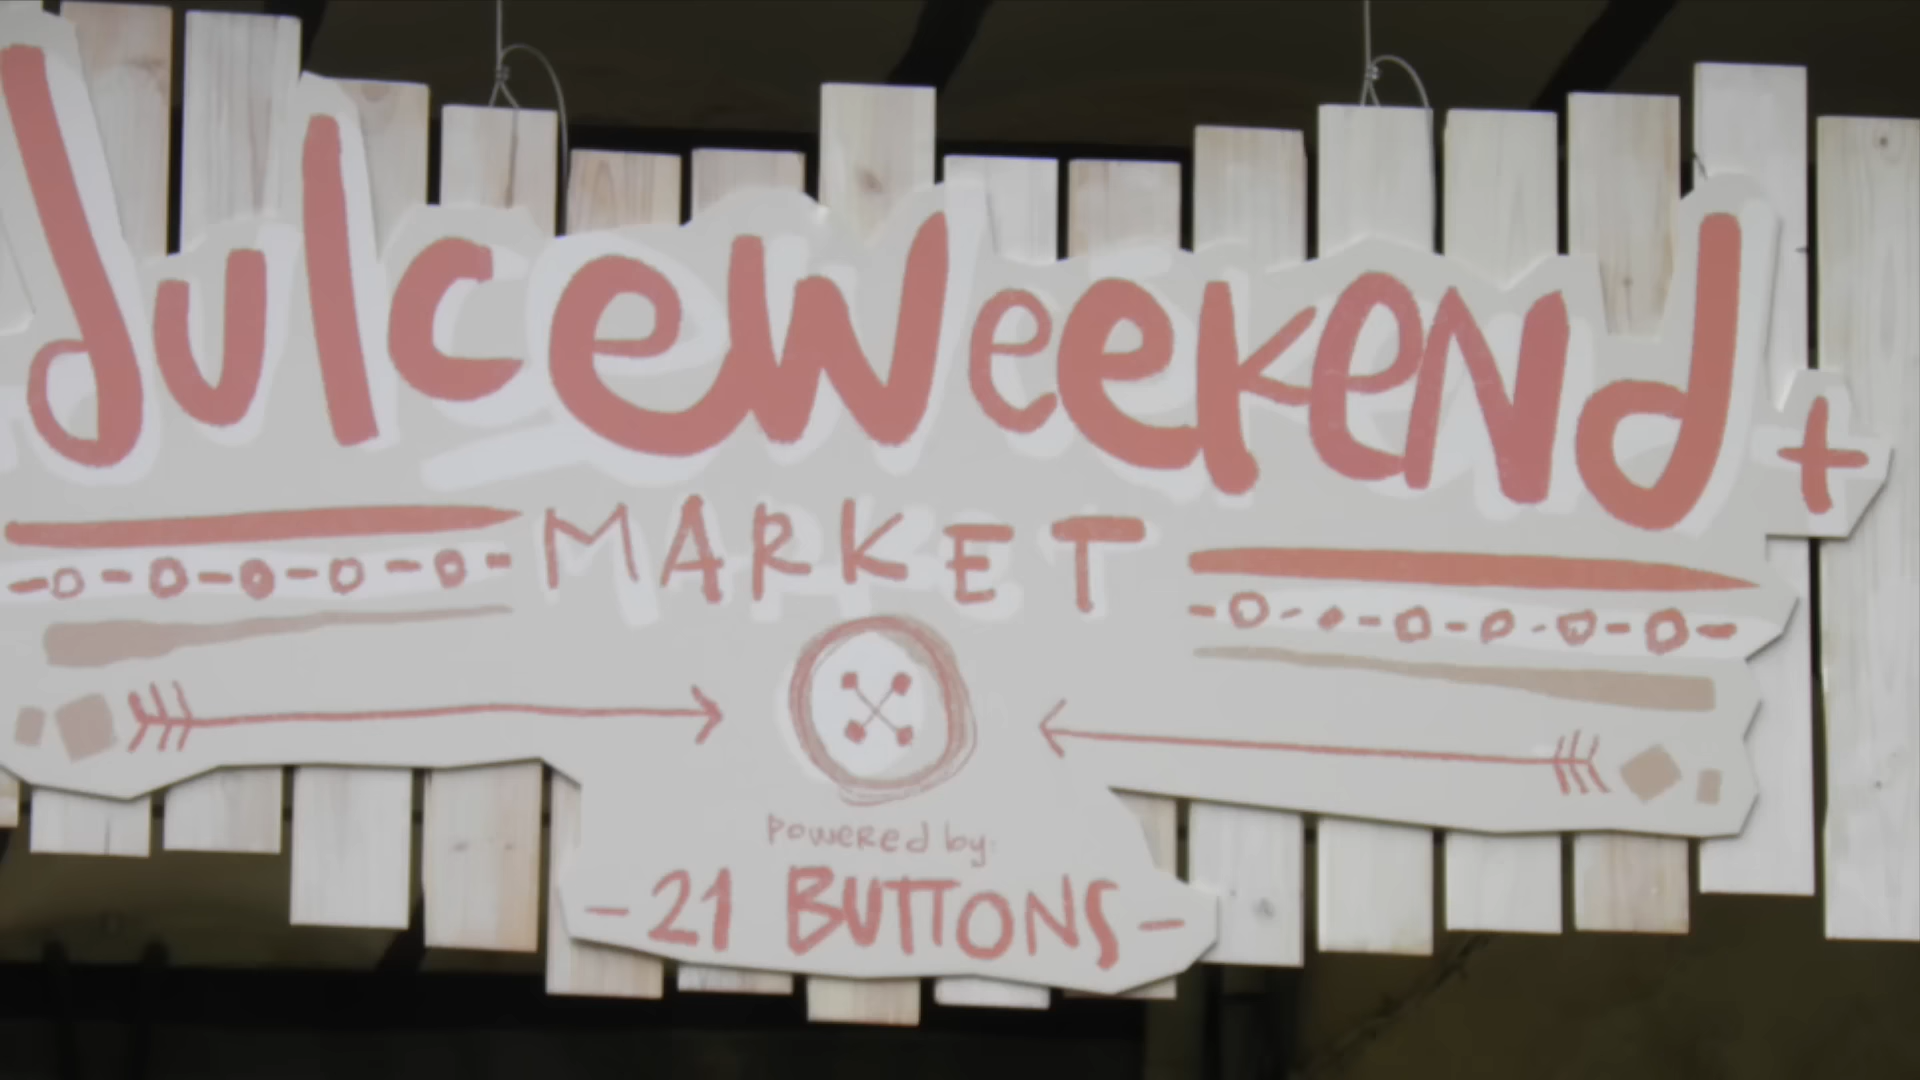 dulceweekend +
MARKET
powered by:
- 21 BUTTONS -